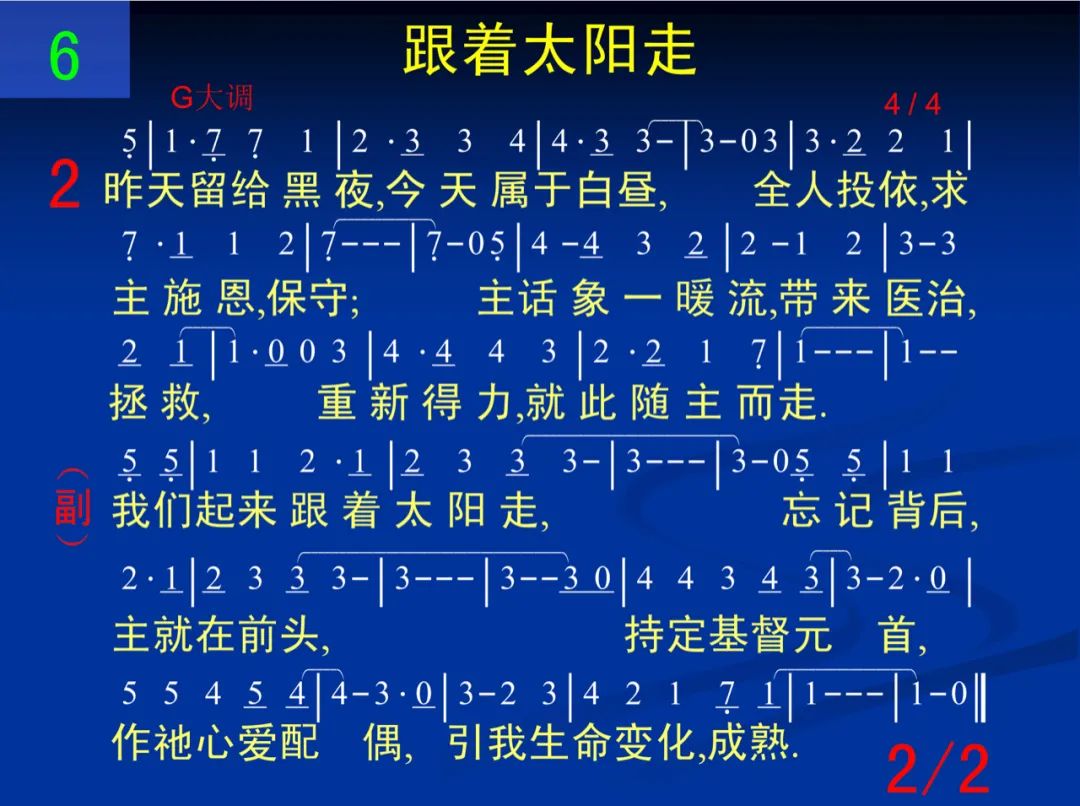 6
跟着太阳走
G大调
4 / 4
5|1·7 7 1|2 ·3 3 4|4·3 3-|3-03|3·2 2 1|
2
昨天留给黑夜,今天属于白昼, 全人投依,求
7 ·1 1 2|7---|7-05|4 -4 3 2|2 -1 2|3-3
主施恩,保守; 主话象一暖流,带来医治,
2 1|1·0 0 3|4 ·4 4 3|2 ·2 1 7|1---|1--
拯救, 重新得力,就此随主而走.
5 5|1 1 2 ·1|2 3 3 3-|3---|3-05 5|1 1
(副)
我们起来跟着太阳走, 忘记背后,
2·1|2 3 3 3-|3---|3--3 0|4 4 3 4 3|3-2·0|
主就在前头, 持定基督元 首,
5 5 4 5 4|4-3·0|3-2 3|4 2 1 7 1|1---|1-0‖
作祂心爱配 偶, 引我生命变化,成熟.
2/2